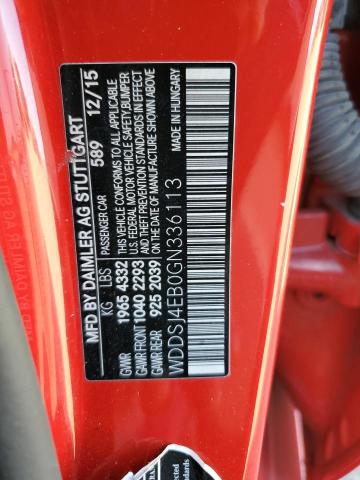 MFD BY DAIMLER AG STUTTGART
589 12/15
KG LBS PASSENGER CAR
GVWR 1965 4332 THIS VEHICLE CONFORMS TO ALL APPLICABLE
U.S. FEDERAL MOTOR VEHICLE SAFETY,BUMPER
GAWR FRONT 1040 2293 AND THEFT PREVENTION STANDARDS IN EFFECT
GAWR 925 2039 ON THE DATE OF MANUFACTURE SHOWN ABOVE
MADE IN HUNGARY
WDDSJ4EB0GN336113